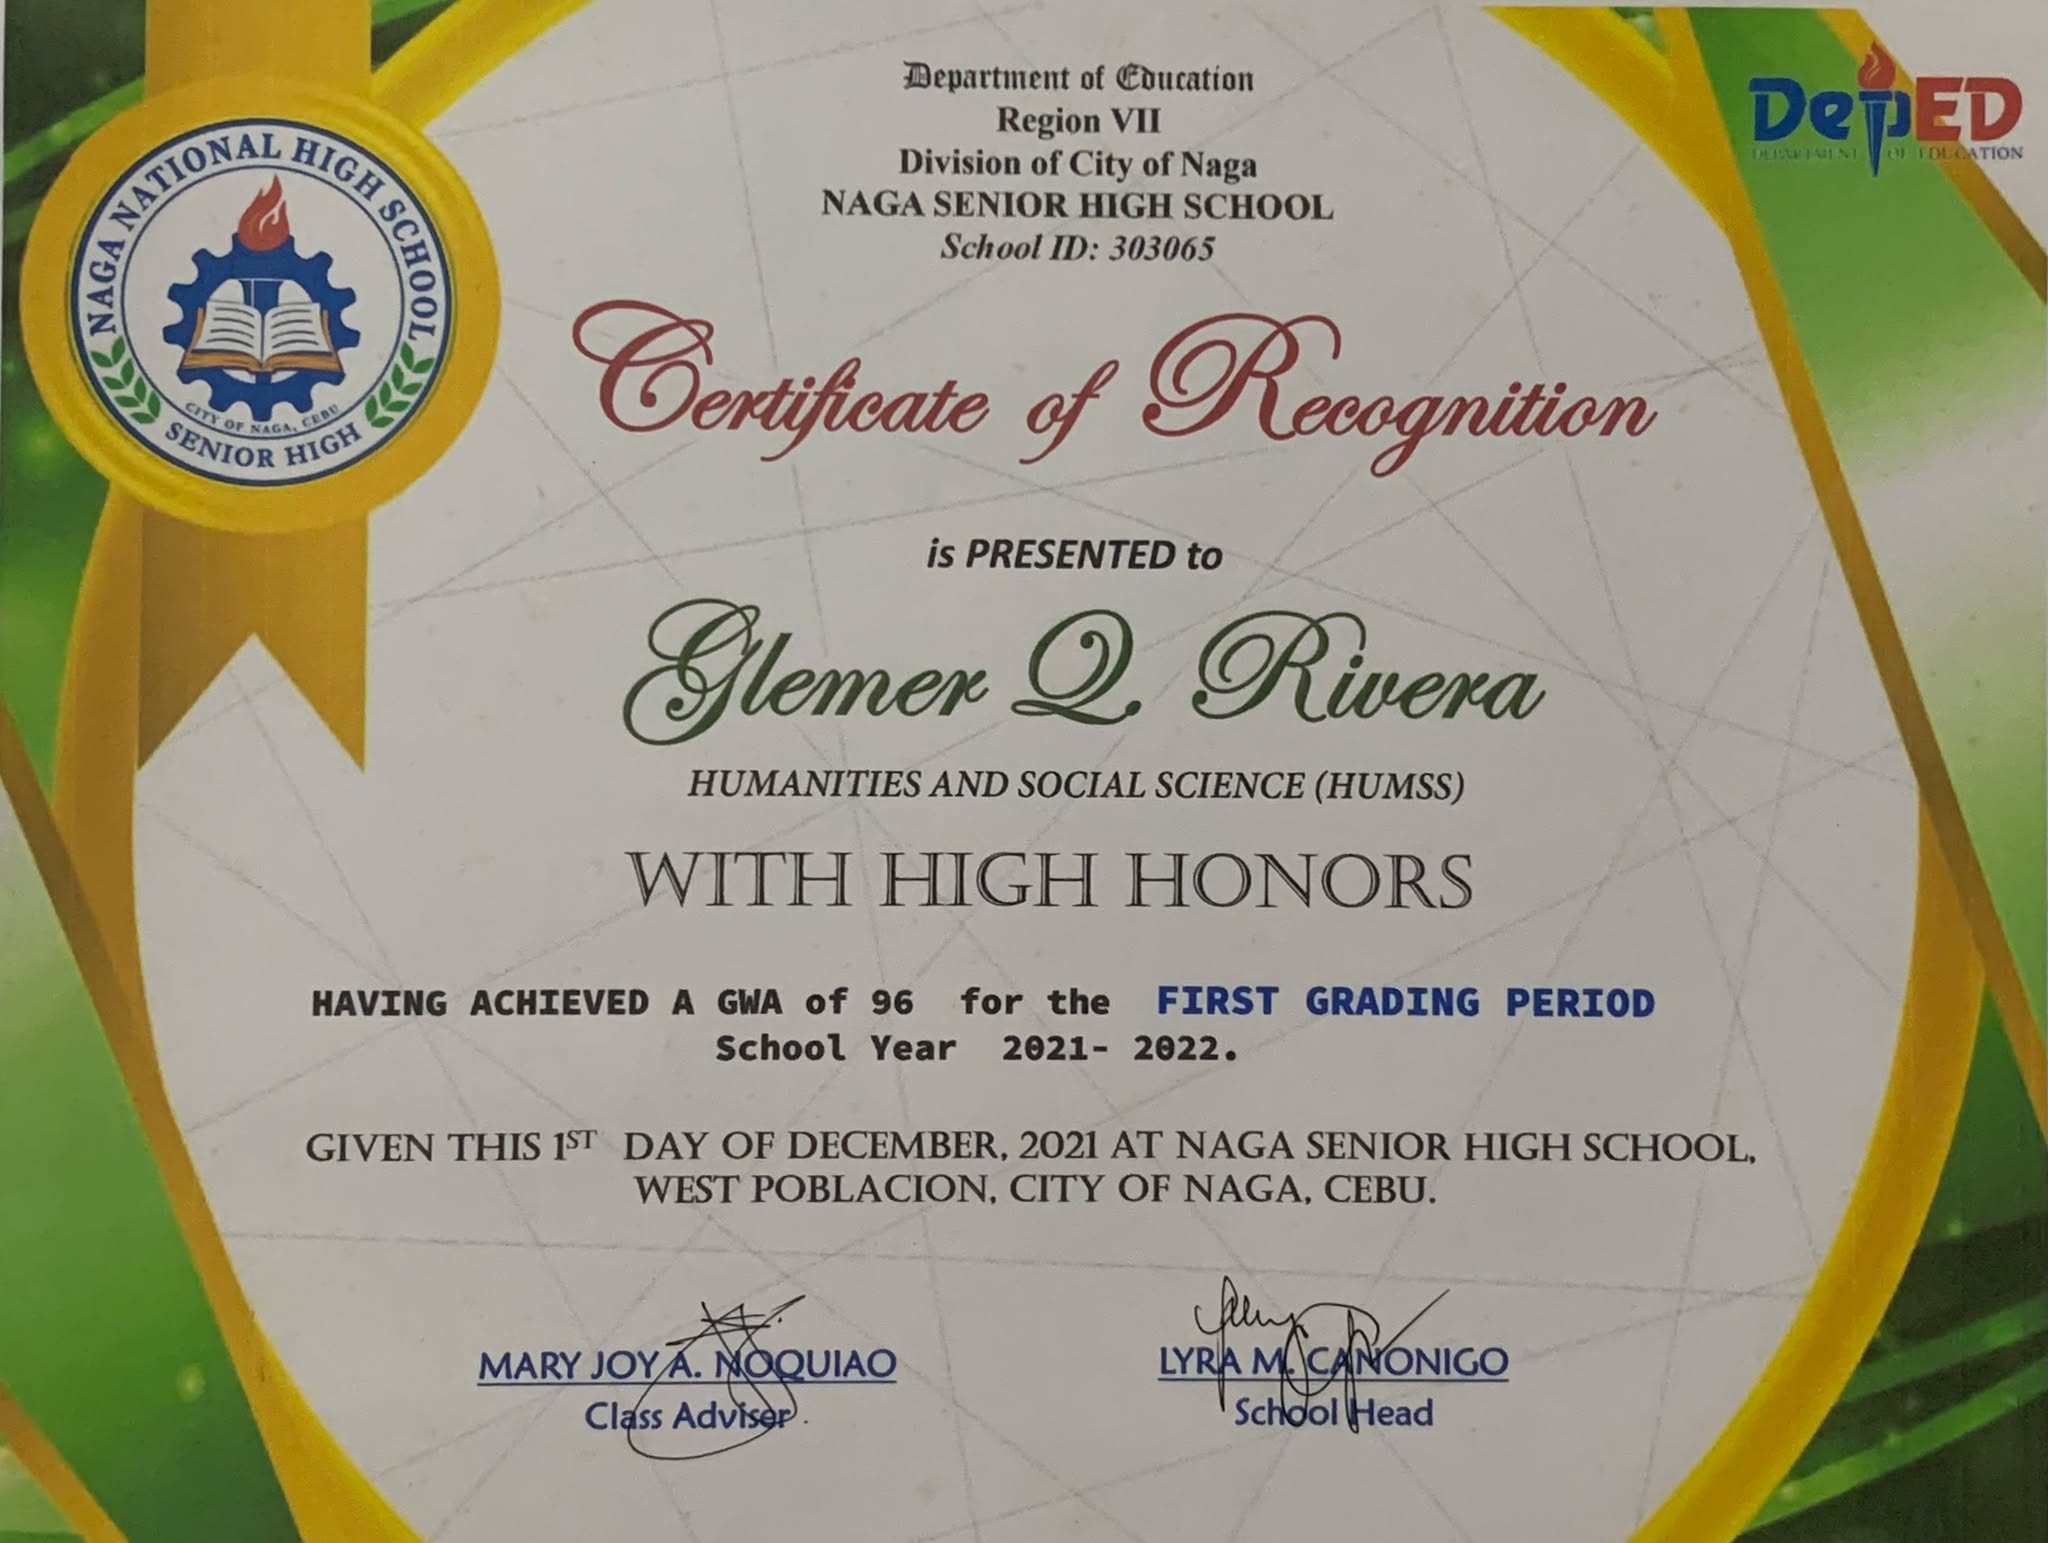 NAGA NATIONAL HIGH SCHOOL
CITY OF NAGA, CEBU
SENIOR HIGH
Department of Education
Region VII
Division of City of Naga
NAGA SENIOR HIGH SCHOOL
School ID: 303065
DepED
DEPARTMENT OF EDUCATION
Certificate of Recognition
is PRESENTED to
Glemer Q. Rivera
HUMANITIES AND SOCIAL SCIENCE (HUMSS)
WITH HIGH HONORS
HAVING ACHIEVED A GWA of 96 for the FIRST GRADING PERIOD
School Year 2021- 2022.
GIVEN THIS 1ST DAY OF DECEMBER, 2021 AT NAGA SENIOR HIGH SCHOOL,
WEST POBLACION, CITY OF NAGA, CEBU.
MARY JOY A. NOQUIAO
Class Adviser
LYRA M. CANONIGO
School Head